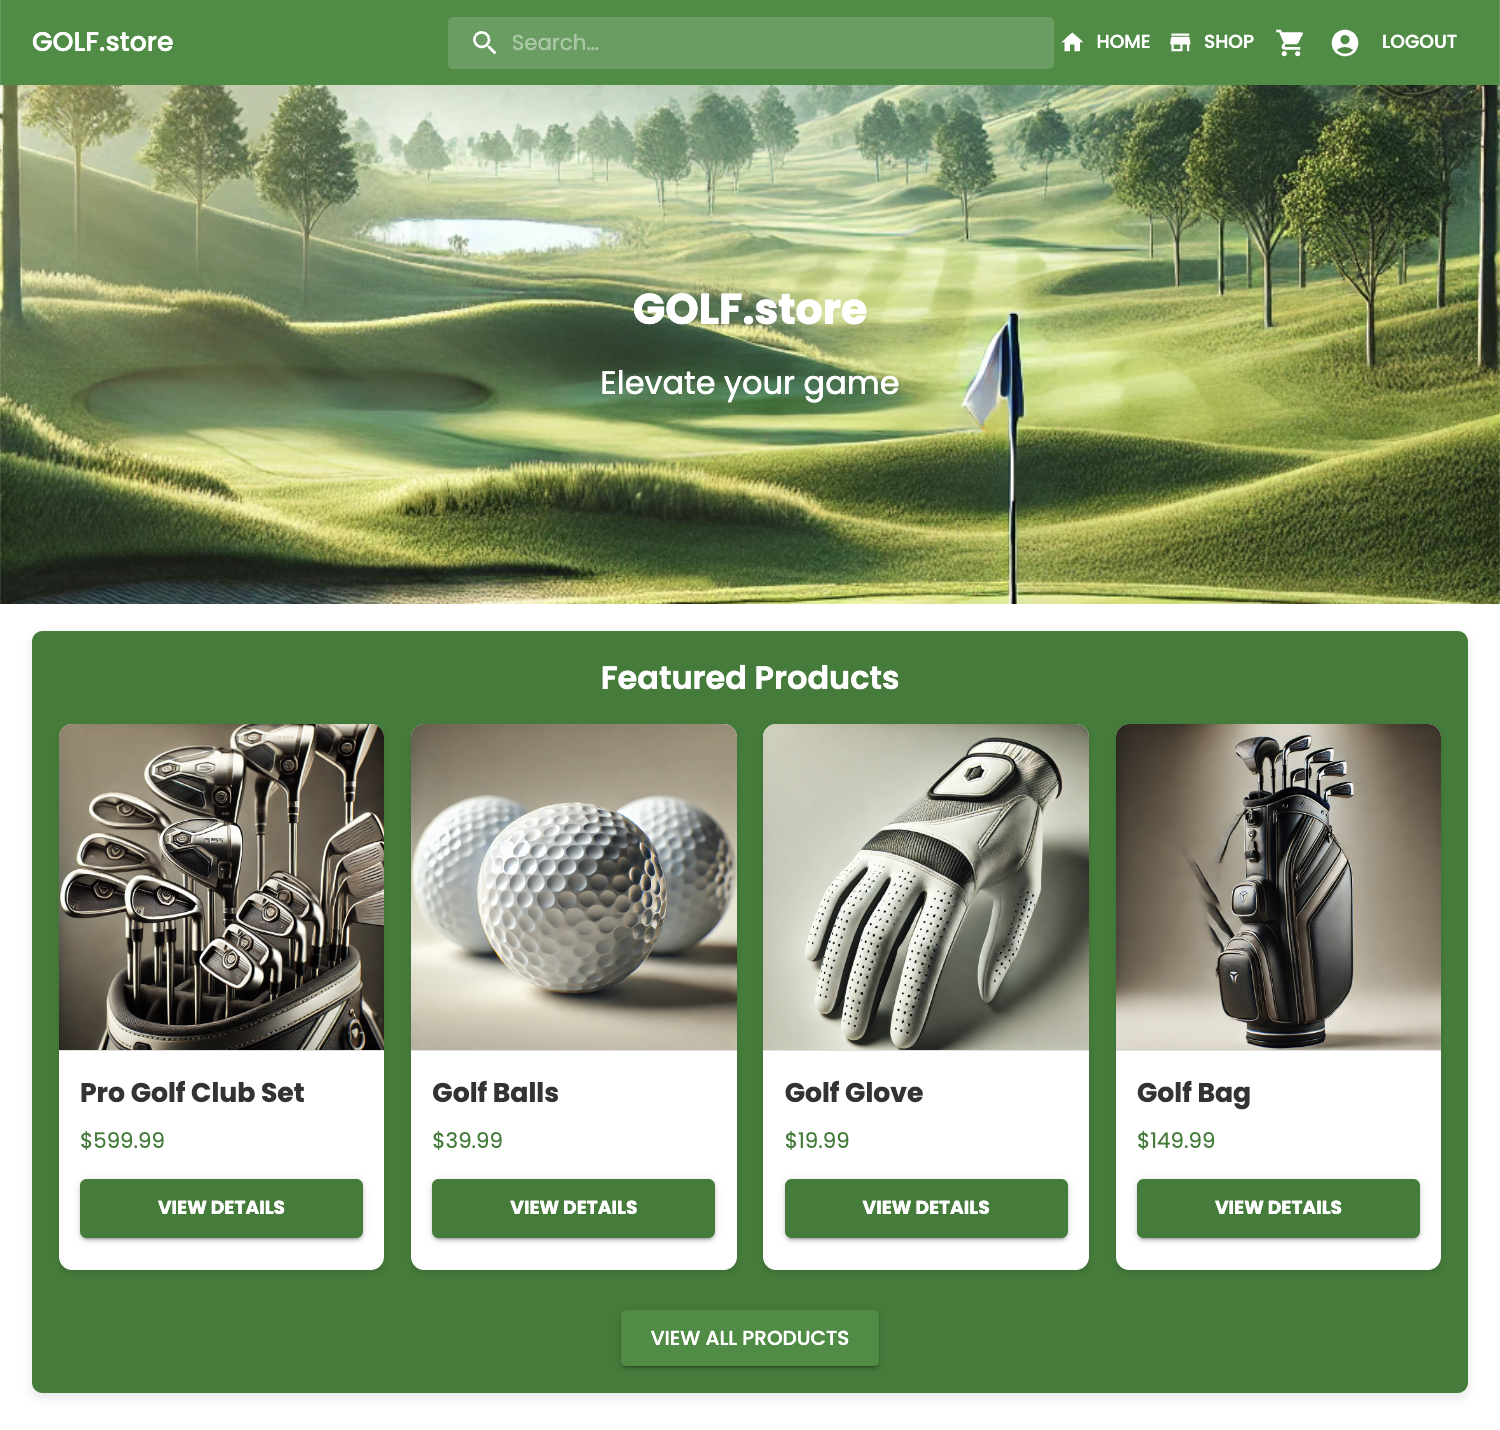 GOLF.store
Search...
HOME
SHOP
LOGOUT
GOLF.store
Elevate your game
Featured Products
Pro Golf Club Set
$599.99
VIEW DETAILS
Golf Balls
$39.99
VIEW DETAILS
Golf Glove
$19.99
VIEW DETAILS
Golf Bag
$149.99
VIEW DETAILS
VIEW ALL PRODUCTS